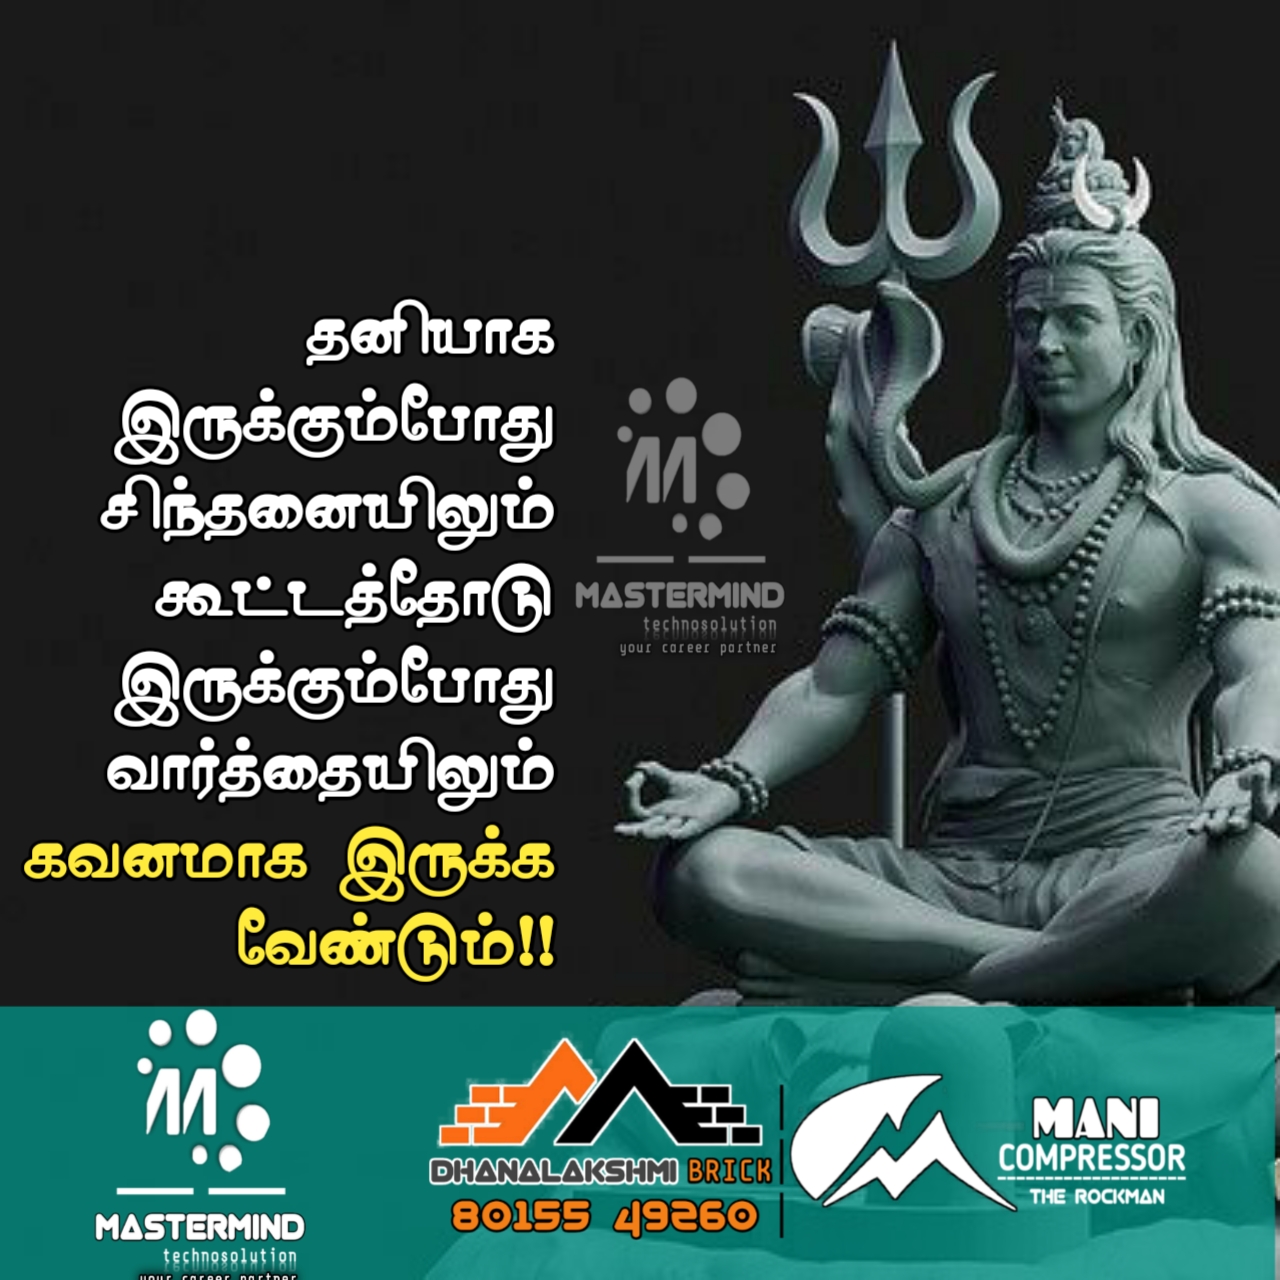 தனியாக
இருக்கும்போது
சிந்தனையிலும்
கூட்டத்தோடு
இருக்கும்போது
வார்த்தையிலும்
கவனமாக இருக்க
வேண்டும்!!
M
MASTERMIND
technosolution
your career partner
M
MASTERMIND
technosolution
your career partner
DHANALAKSHMI BRICK
80155 49260
MANI
COMPRESSOR
THE ROCKMAN